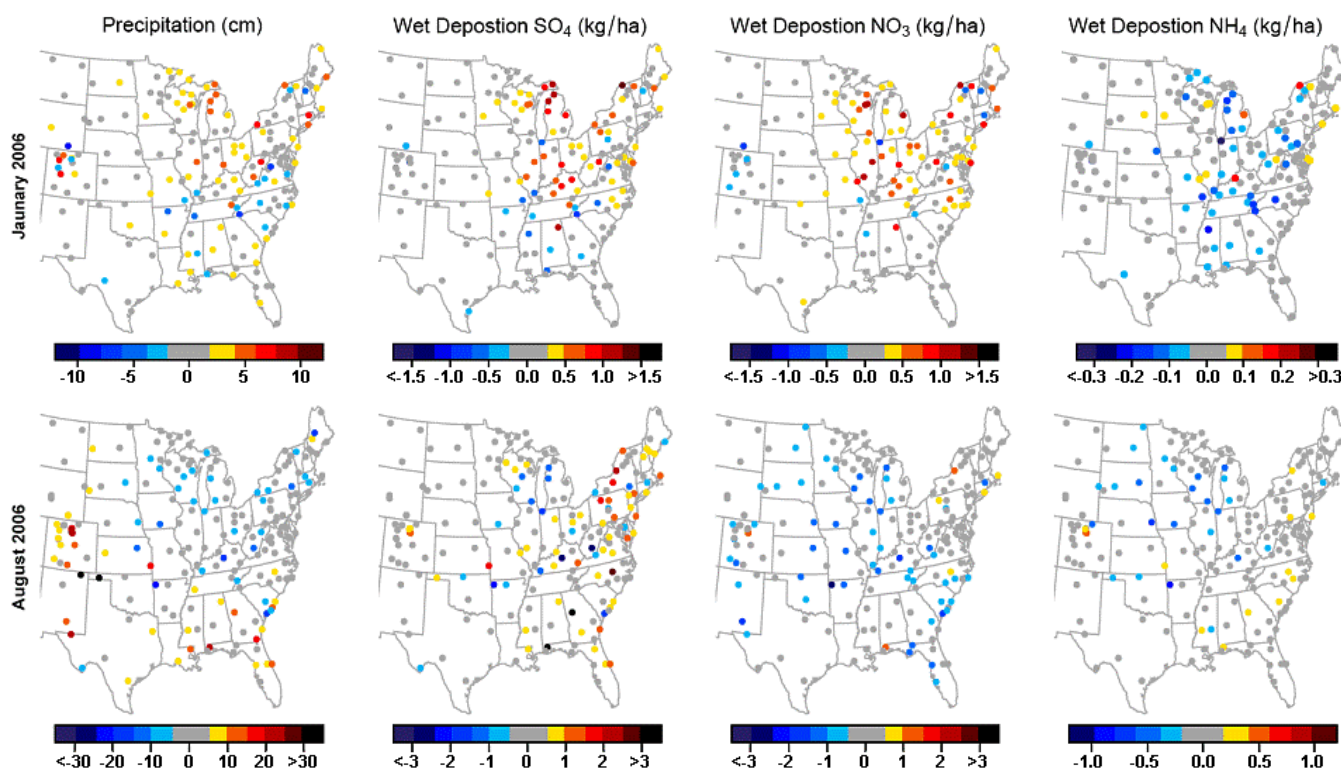 Precipitation (cm)
Wet Depostion SO₄ (kg/ha)
Wet Depostion NO₃ (kg/ha)
Wet Depostion NH₄ (kg/ha)
Jaunary 2006
-10 -5 0 5 10
<-1.5 -1.0 -0.5 0.0 0.5 1.0 >1.5
<-1.5 -1.0 -0.5 0.0 0.5 1.0 >1.5
<-0.3 -0.2 -0.1 0.0 0.1 0.2 >0.3
August 2006
<-30 -20 -10 0 10 20 >30
<-3 -2 -1 0 1 2 >3
<-3 -2 -1 0 1 2 >3
-1.0 -0.5 0.0 0.5 1.0